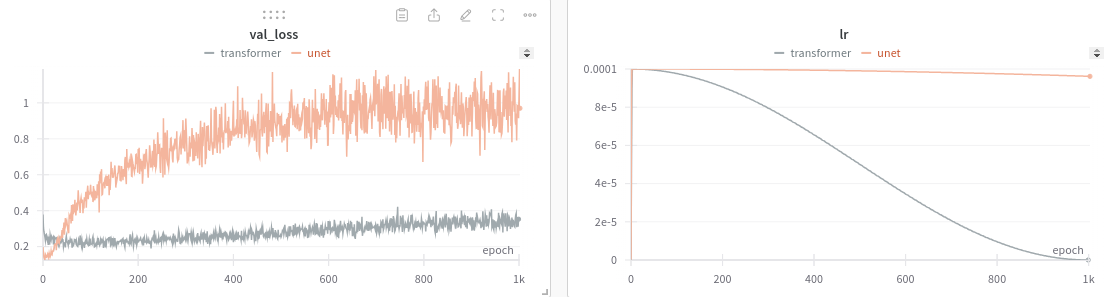 val_loss
transformer unet
1
0.8
0.6
0.4
0.2
epoch
0 200 400 600 800 1k
lr
transformer unet
0.0001
8e-5
6e-5
4e-5
2e-5
0
epoch
0 200 400 600 800 1k